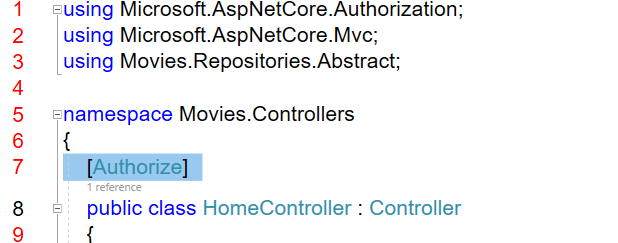 1 using Microsoft.AspNetCore.Authorization;
2 using Microsoft.AspNetCore.Mvc;
3 using Movies.Repositories.Abstract;
4
5 namespace Movies.Controllers
6 {
7 [Authorize]
1 reference
8 public class HomeController : Controller
9 {